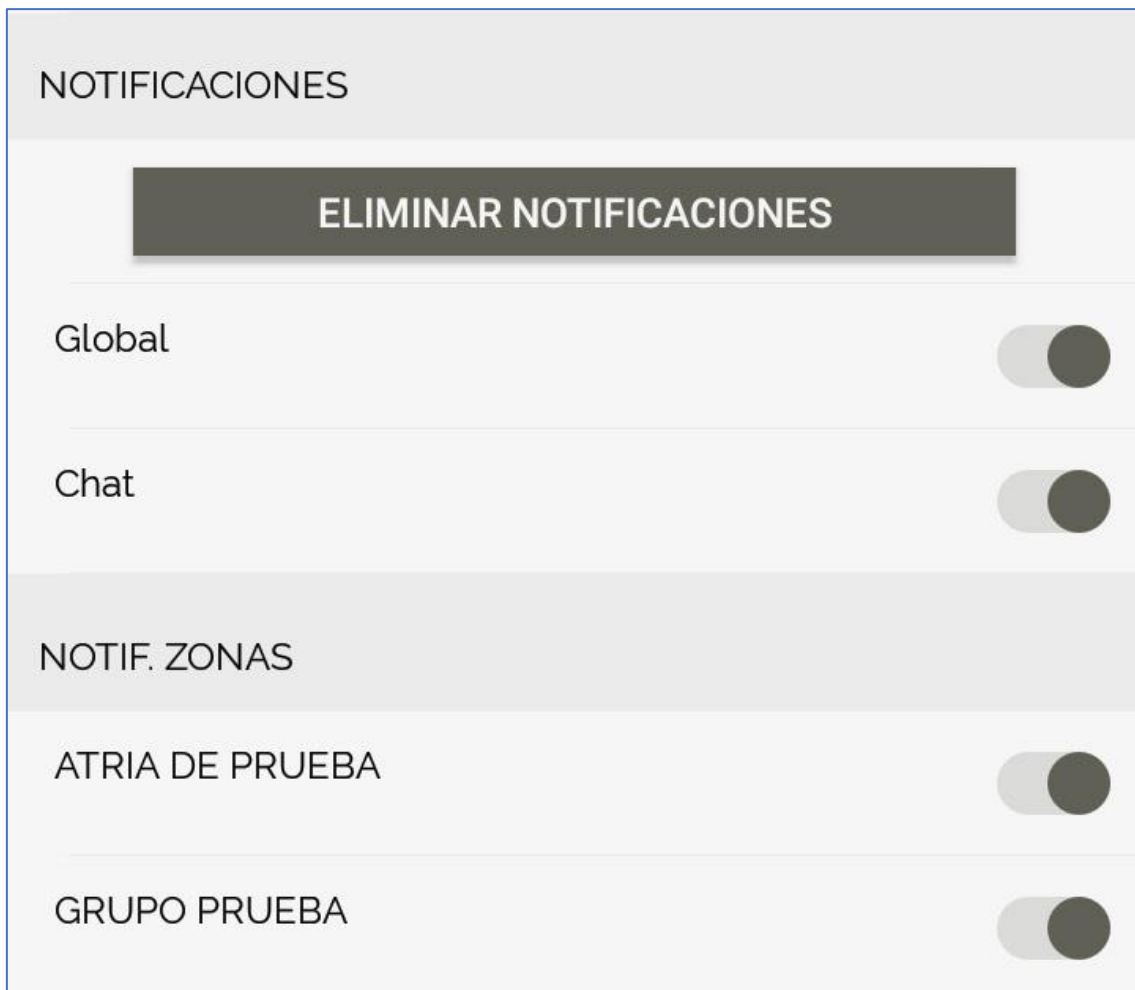 NOTIFICACIONES
ELIMINAR NOTIFICACIONES
Global
Chat
NOTIF. ZONAS
ATRIA DE PRUEBA
GRUPO PRUEBA